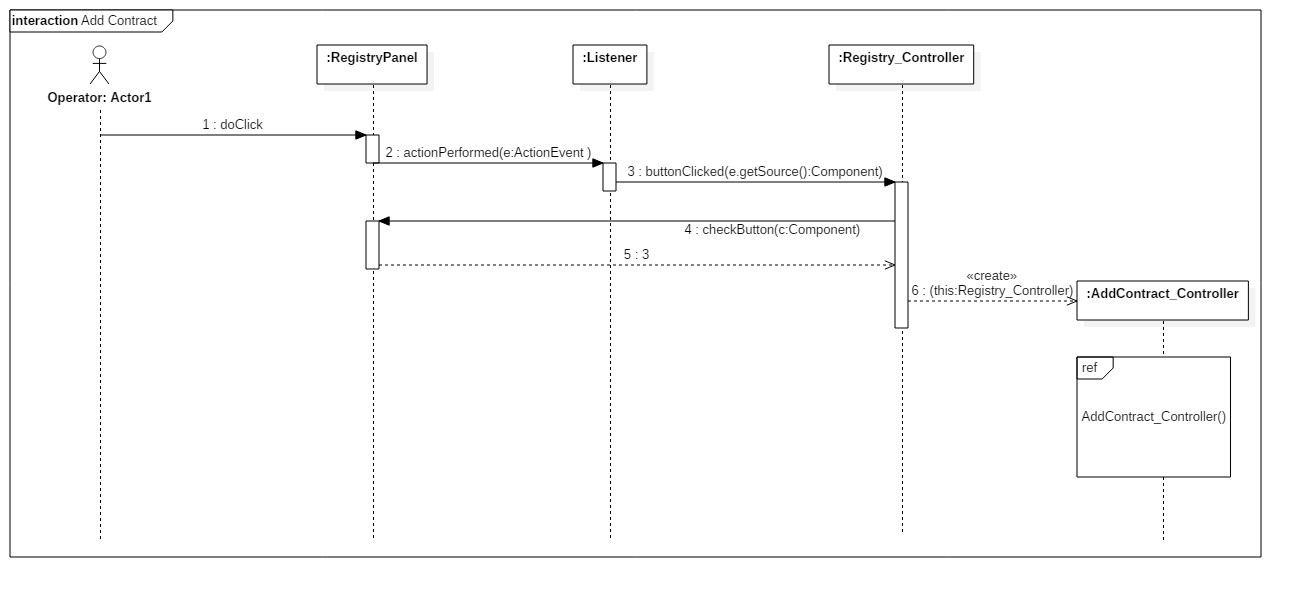 interaction Add Contract
:RegistryPanel
:Listener
:Registry_Controller
Operator: Actor1
1 : doClick
2 : actionPerformed(e:ActionEvent )
3 : buttonClicked(e.getSource():Component)
4 : checkButton(c:Component)
5 : 3
«create»
6 : (this:Registry_Controller)
:AddContract_Controller
ref
AddContract_Controller()